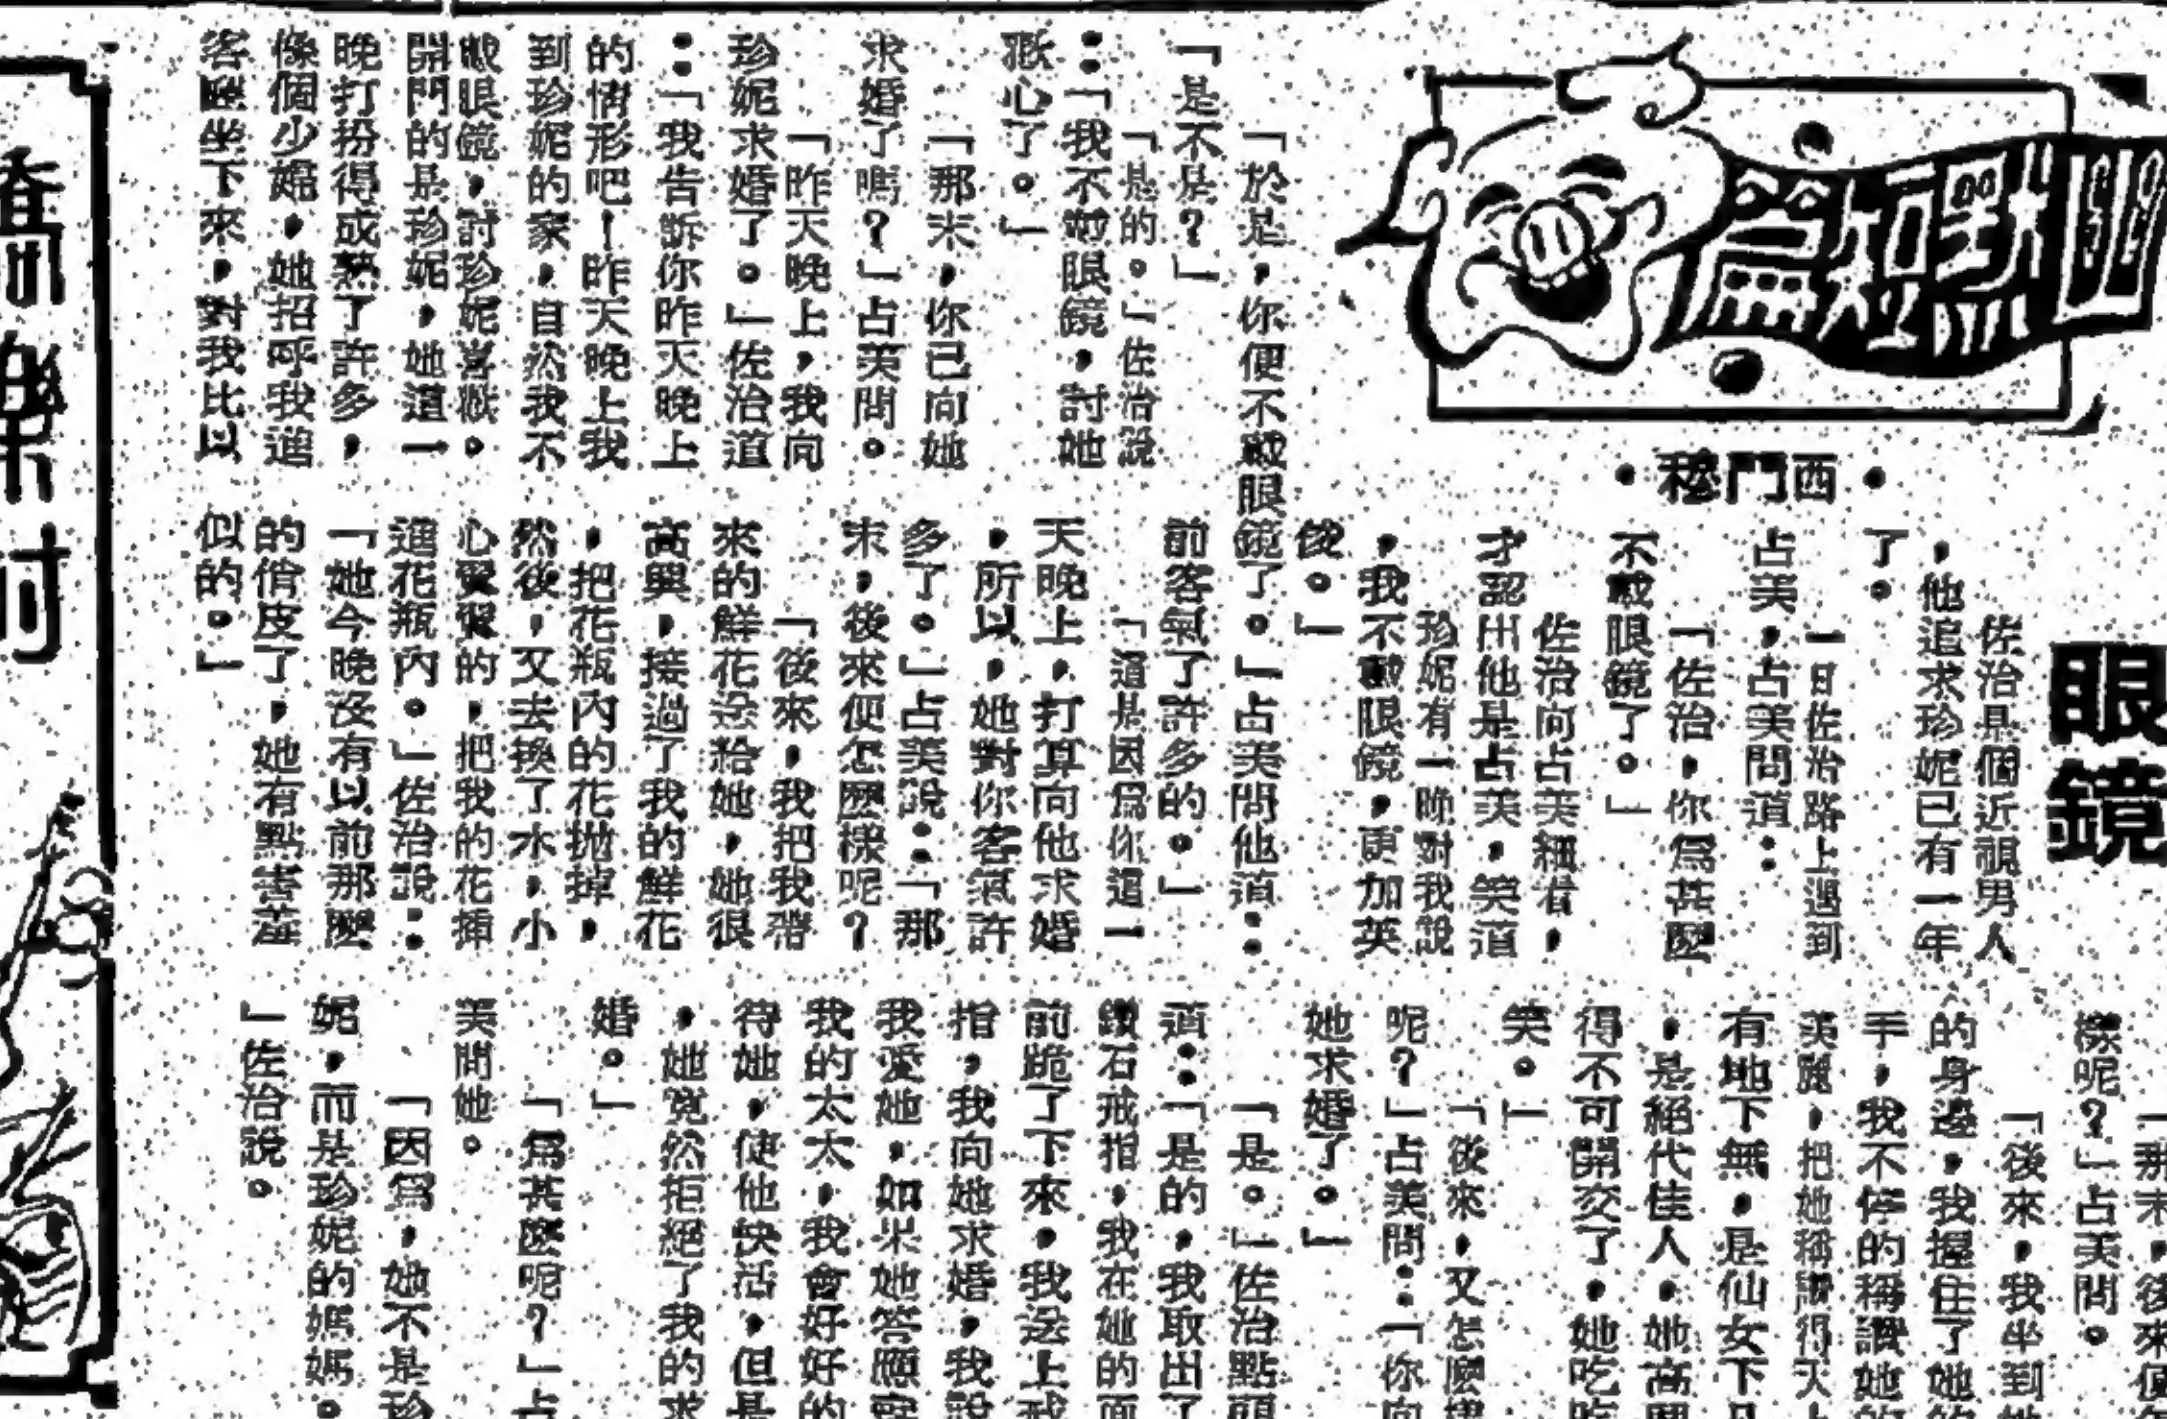 幽默短篇
•西門穆•
眼鏡
佐治是個近視男人
，他追求珍妮已有一年
了。
一日佐治路上遇到
占美，占美問道：
「佐治，你爲甚麼
不戴眼鏡了。」
佐治向占美細看，
才認出他是占美，笑道
珍妮有一晚對我說
，我不戴眼鏡，更加英
俊。」
「於是，你便不戴眼鏡了。」占美問他道：
「是不是？」
「是的。」佐治說
：「我不戴眼鏡，討她
歡心了。」
「那末，你已向她
求婚了嗎？」占美問。
「昨天晚上，我向
珍妮求婚了。」佐治道
：「我告訴你昨天晚上
的情形吧！昨天晚上我
到珍妮的家，自然我不
戴眼鏡，討珍妮喜歡。
開門的是珍妮，她這一
晚打扮得成熟了許多，
像個少婦，她招呼我進
客廳坐下來，對我比以
前客氣了許多的。」
「這是因爲你這一
天晚上，打算向他求婚
，所以，她對你客氣許
多了。」占美說：「那
末，後來便怎麼樣呢？
「後來，我把我帶
來的鮮花送給她，她很
高興，接過了我的鮮花
，把花瓶內的花拋掉，
然後，又去換了水，小
心翼翼的，把我的花插
進花瓶內。」佐治說：
「她今晚沒有以前那麼
的俏皮了，她有點害羞
似的。」
「那末，後來便
樣呢？」占美問。
「後來，我坐到她
的身邊，我握住了她的
手，我不停的稱讚她的
美麗，把她稱讚得天上
有地下無，是仙女下凡
，是絕代佳人，她高興
得不可開交了，她吃吃
笑。」
「後來，又怎麼樣
呢？」占美問：「你向
她求婚了。」
「是。」佐治點頭
道：「是的，我取出了
鑽石戒指，我在她的面
前跪了下來，我送上戒
指，我向她求婚，我說
我愛她，如果她答應
我的太太，我會好好的
待她，使他快活，但是
，她竟然拒絕了我的求
婚。」
「爲甚麼呢？」占
美問她。
「因爲，她不是珍
妮，而是珍妮的媽媽。
」佐治說。
僑樂村